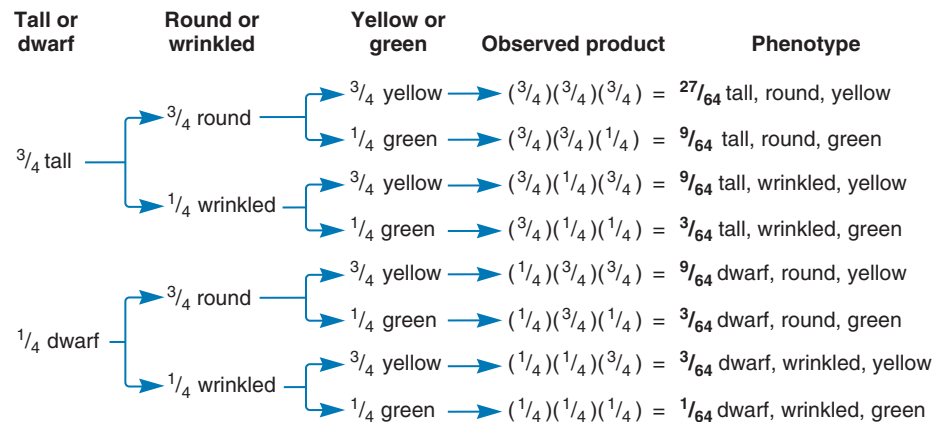 Tall or dwarf Round or wrinkled Yellow or green Observed product Phenotype
3/4 yellow (3/4)(3/4)(3/4) = 27/64 tall, round, yellow
3/4 round
1/4 green (3/4)(3/4)(1/4) = 9/64 tall, round, green
3/4 tall
3/4 yellow (3/4)(1/4)(3/4) = 9/64 tall, wrinkled, yellow
1/4 wrinkled
1/4 green (3/4)(1/4)(1/4) = 3/64 tall, wrinkled, green
3/4 yellow (1/4)(3/4)(3/4) = 9/64 dwarf, round, yellow
3/4 round
1/4 green (1/4)(3/4)(1/4) = 3/64 dwarf, round, green
1/4 dwarf
3/4 yellow (1/4)(1/4)(3/4) = 3/64 dwarf, wrinkled, yellow
1/4 wrinkled
1/4 green (1/4)(1/4)(1/4) = 1/64 dwarf, wrinkled, green